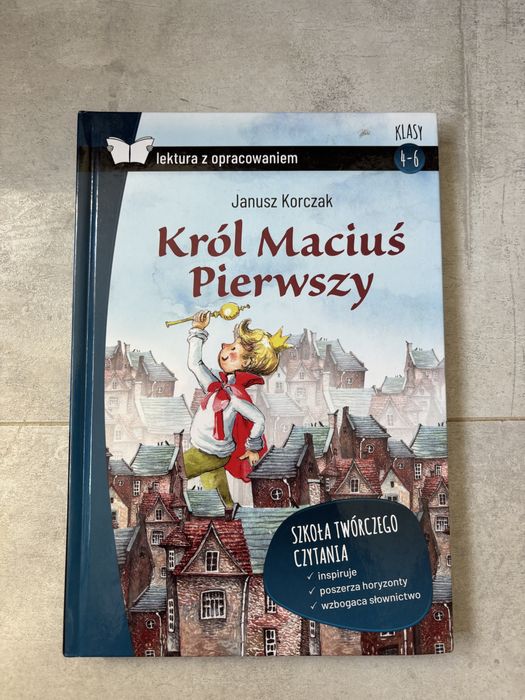 KLASY
4-6
lektura z opracowaniem
Janusz Korczak
Król Maciuś
Pierwszy
SZKOŁA TWÓRCZEGO
CZYTANIA
✓ inspiruje
✓ poszerza horyzonty
✓ wzbogaca słownictwo